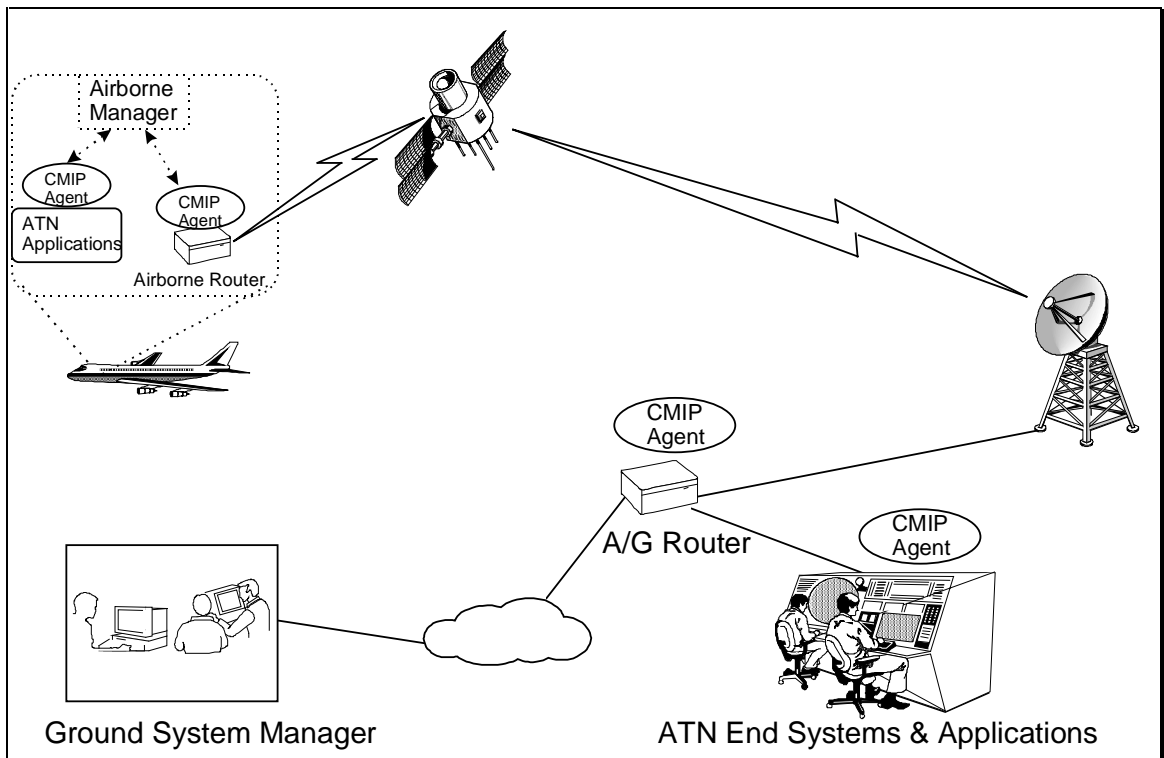 Airborne
Manager
CMIP
Agent
CMIP
Agent
ATN
Applications
Airborne Router
CMIP
Agent
A/G Router
CMIP
Agent
Ground System Manager
ATN End Systems & Applications